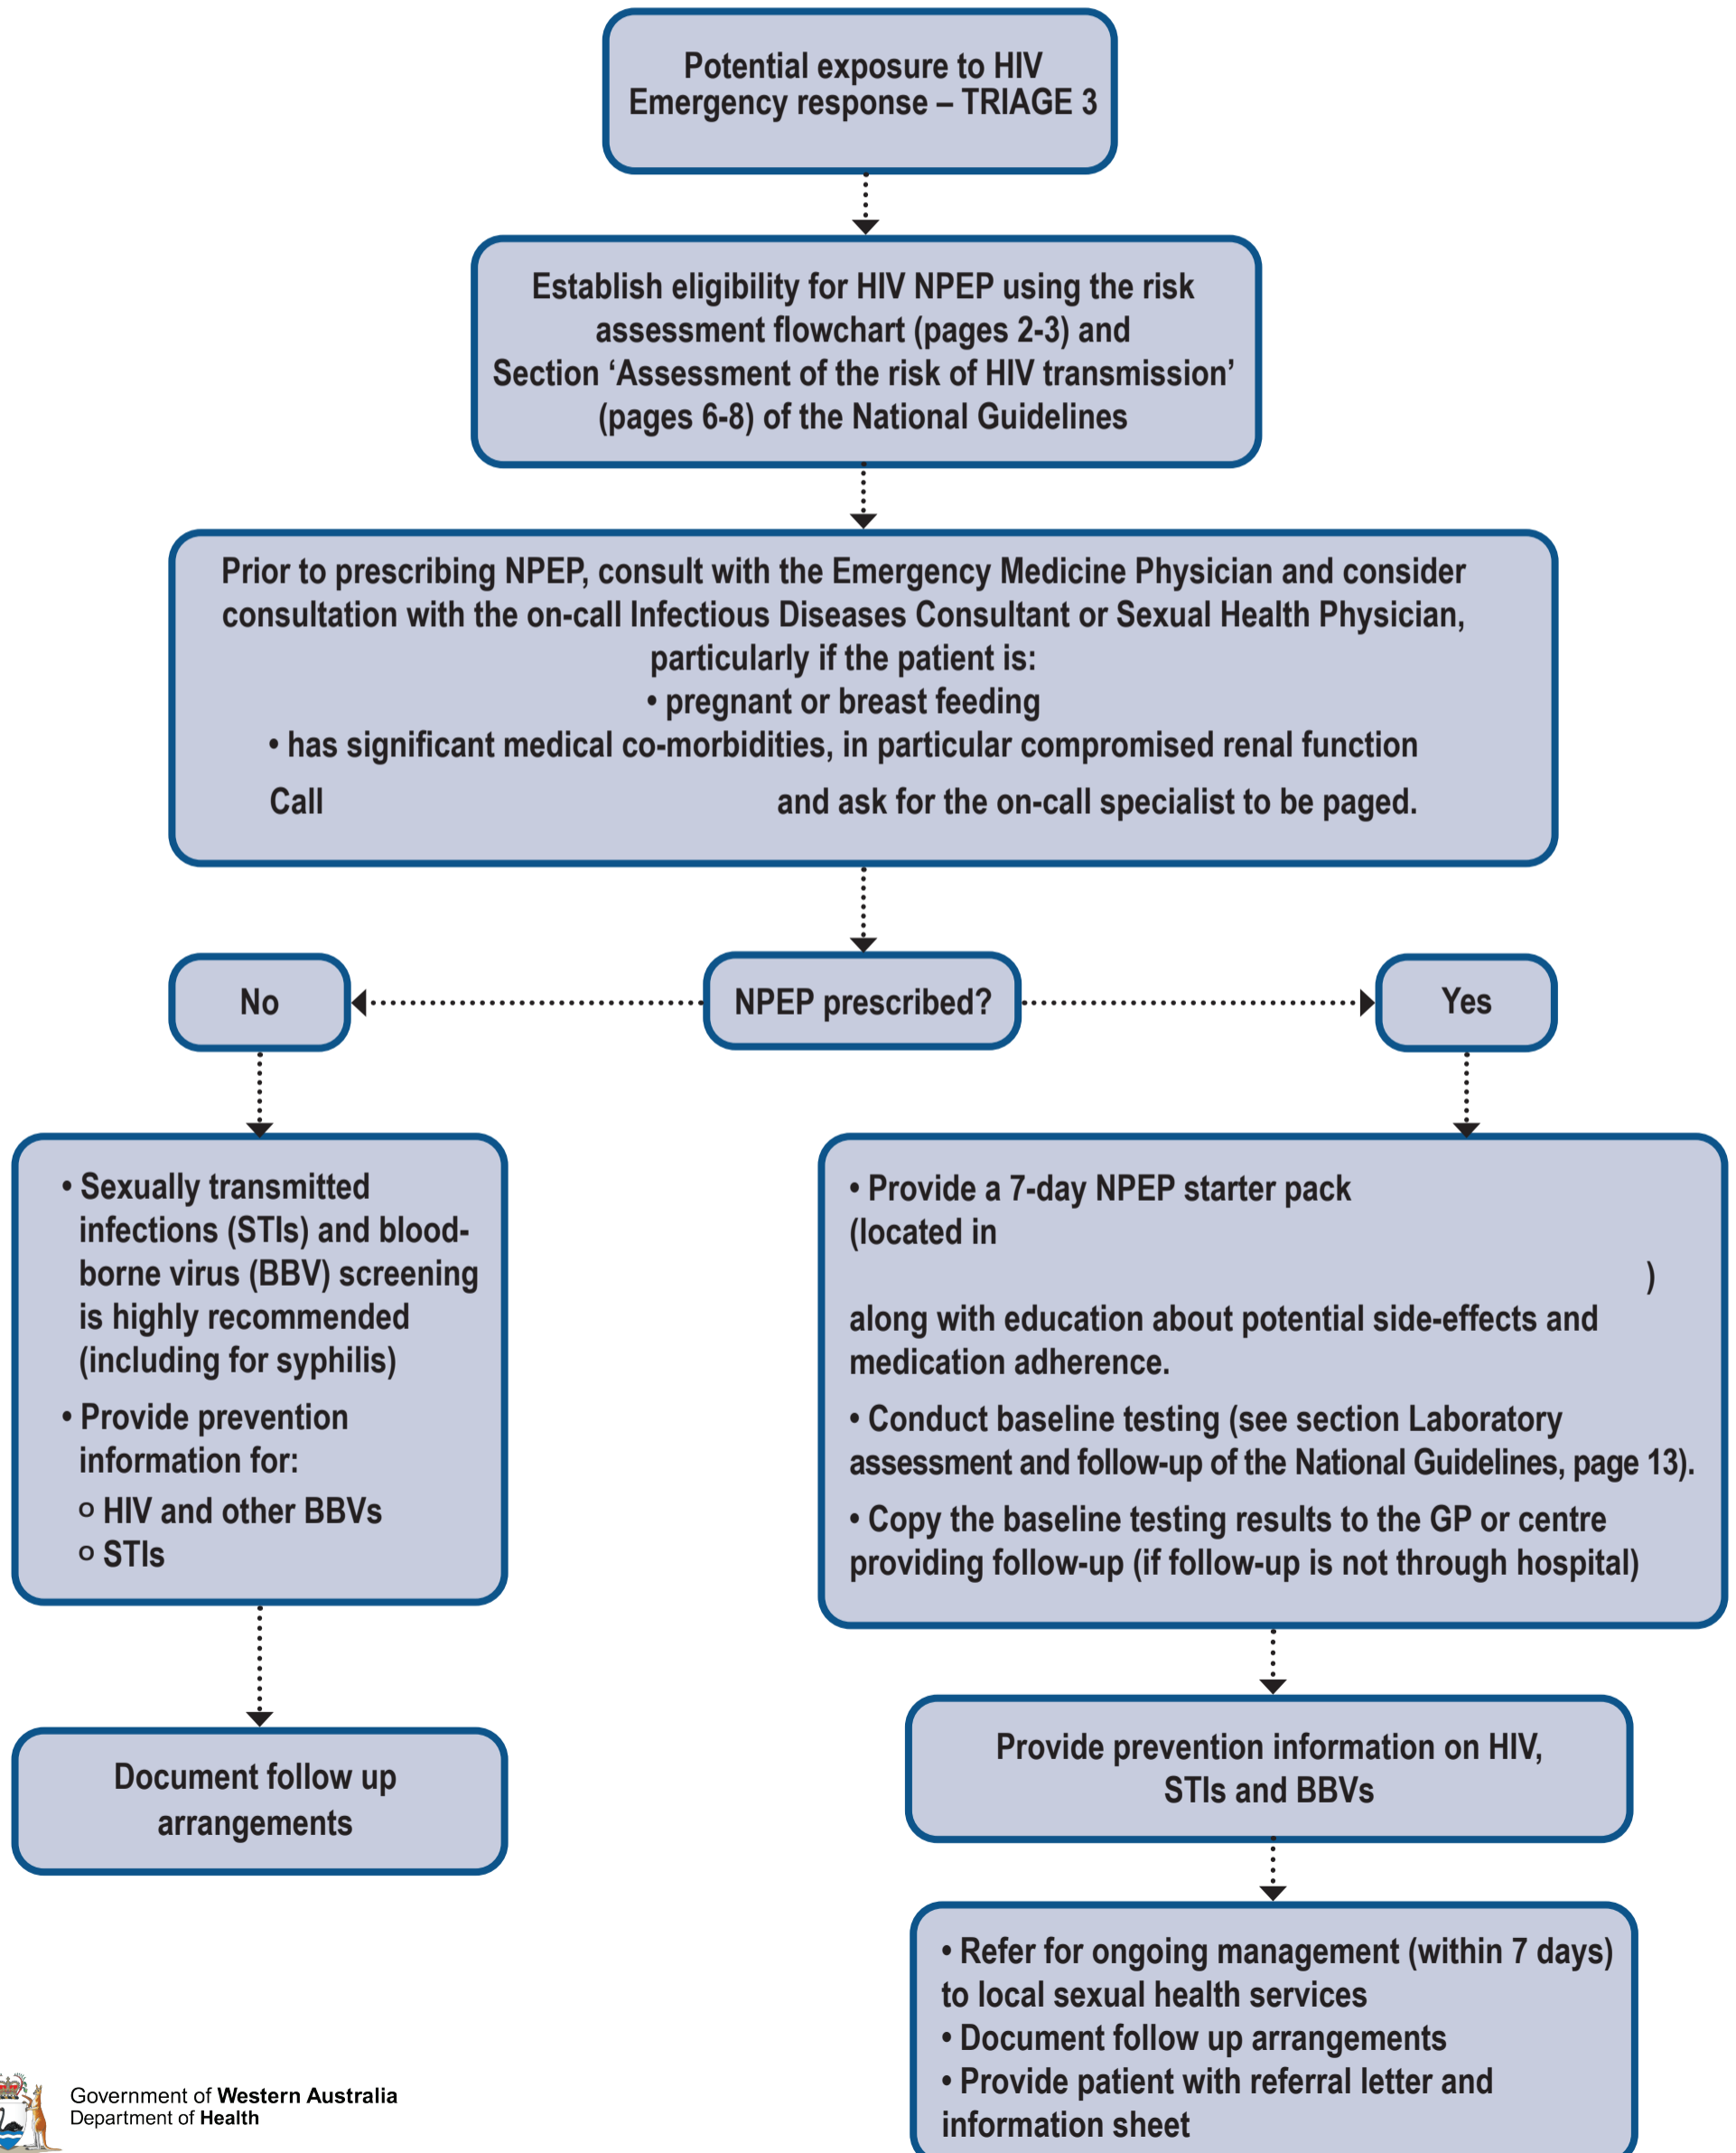 Potential exposure to HIV
Emergency response – TRIAGE 3
Establish eligibility for HIV NPEP using the risk
assessment flowchart (pages 2-3) and
Section ‘Assessment of the risk of HIV transmission’
(pages 6-8) of the National Guidelines
Prior to prescribing NPEP, consult with the Emergency Medicine Physician and consider
consultation with the on-call Infectious Diseases Consultant or Sexual Health Physician,
particularly if the patient is:
• pregnant or breast feeding
• has significant medical co-morbidities, in particular compromised renal function
Call and ask for the on-call specialist to be paged.
No
NPEP prescribed?
Yes
• Sexually transmitted
infections (STIs) and blood-
borne virus (BBV) screening
is highly recommended
(including for syphilis)
• Provide prevention
information for:
o HIV and other BBVs
o STIs
Document follow up
arrangements
• Provide a 7-day NPEP starter pack
(located in
)
along with education about potential side-effects and
medication adherence.
• Conduct baseline testing (see section Laboratory
assessment and follow-up of the National Guidelines, page 13).
• Copy the baseline testing results to the GP or centre
providing follow-up (if follow-up is not through hospital)
Provide prevention information on HIV,
STIs and BBVs
• Refer for ongoing management (within 7 days)
to local sexual health services
• Document follow up arrangements
• Provide patient with referral letter and
information sheet
Government of Western Australia
Department of Health